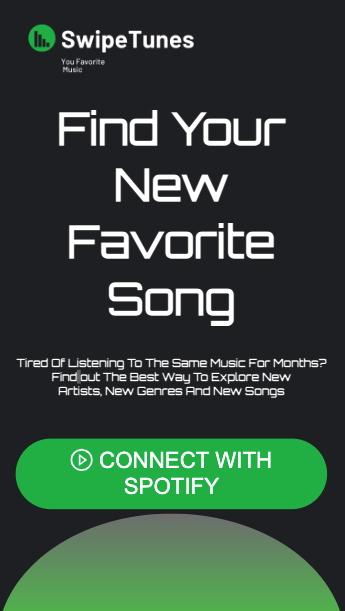 SwipeTunes
You Favorite
Music
Find Your
New
Favorite
Song
Tired Of Listening To The Same Music For Months?
Find out The Best Way To Explore New
Artists, New Genres And New Songs
CONNECT WITH
SPOTIFY